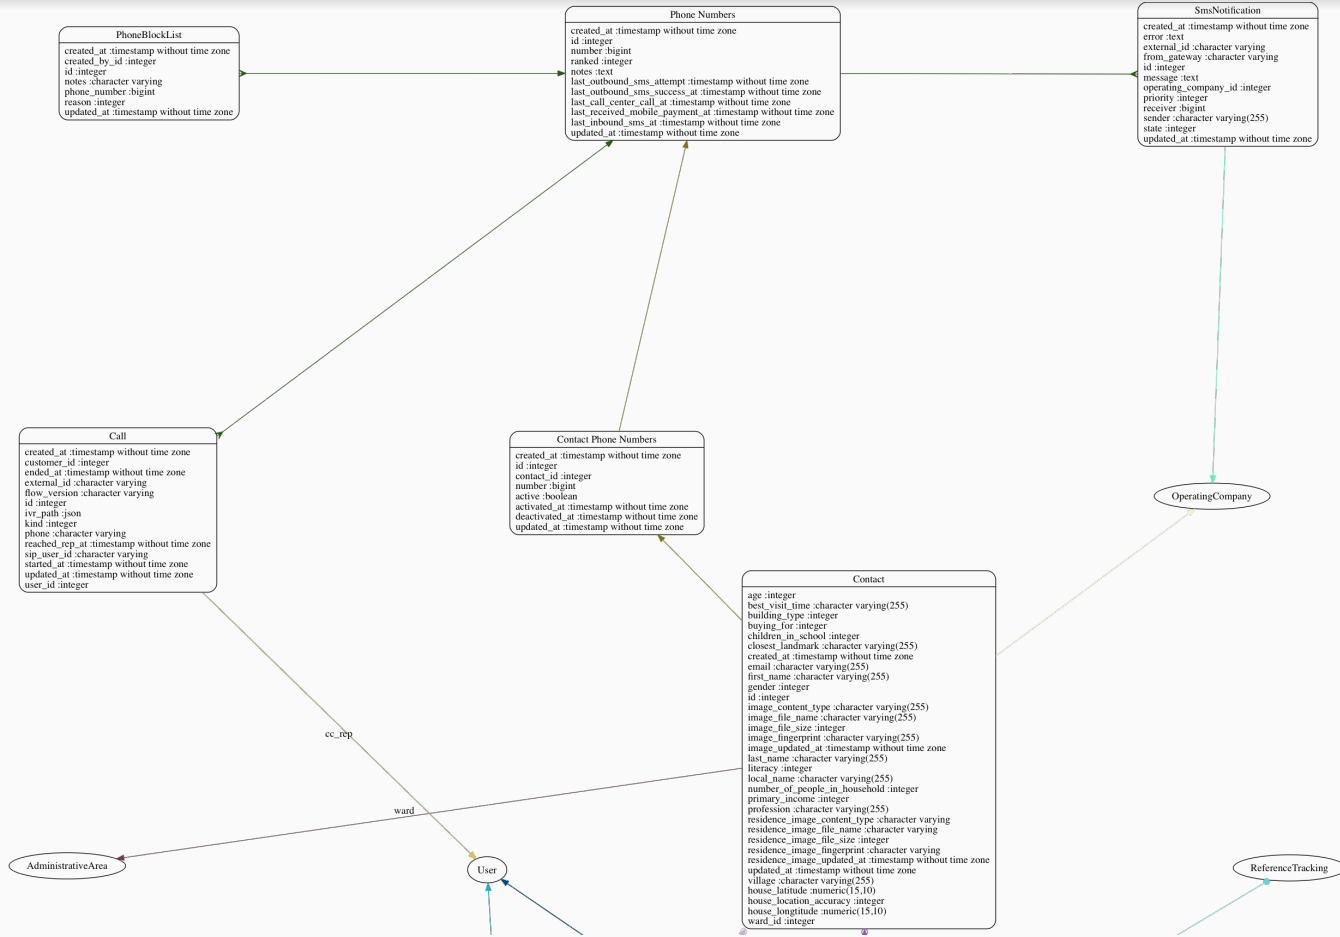 PhoneBlockList
created_at :timestamp without time zone
created_by_id :integer
id :integer
notes :character varying
phone_number :bigint
reason :integer
updated_at :timestamp without time zone
Phone Numbers
created_at :timestamp without time zone
id :integer
number :bigint
ranked :integer
notes :text
last_outbound_sms_attempt :timestamp without time zone
last_outbound_sms_success_at :timestamp without time zone
last_call_center_call_at :timestamp without time zone
last_received_mobile_payment_at :timestamp without time zone
last_inbound_sms_at :timestamp without time zone
updated_at :timestamp without time zone
SmsNotification
created_at :timestamp without time zone
error :text
external_id :character varying
from_gateway :character varying
id :integer
message :text
operating_company_id :integer
priority :integer
receiver :bigint
sender :character varying(255)
state :integer
updated_at :timestamp without time zone
Call
created_at :timestamp without time zone
customer_id :integer
ended_at :timestamp without time zone
external_id :character varying
flow_version :character varying
id :integer
ivr_path :json
kind :integer
phone :character varying
reached_rep_at :timestamp without time zone
sip_user_id :character varying
started_at :timestamp without time zone
updated_at :timestamp without time zone
user_id :integer
Contact Phone Numbers
created_at :timestamp without time zone
id :integer
contact_id :integer
number :bigint
active :boolean
activated_at :timestamp without time zone
deactivated_at :timestamp without time zone
updated_at :timestamp without time zone
OperatingCompany
Contact
age :integer
best_visit_time :character varying(255)
building_type :integer
buying_for :integer
children_in_school :integer
closest_landmark :character varying(255)
created_at :timestamp without time zone
email :character varying(255)
first_name :character varying(255)
gender :integer
id :integer
image_content_type :character varying(255)
image_file_name :character varying(255)
image_file_size :integer
image_fingerprint :character varying(255)
image_updated_at :timestamp without time zone
last_name :character varying(255)
literacy :integer
local_name :character varying(255)
number_of_people_in_household :integer
primary_income :integer
profession :character varying(255)
residence_image_content_type :character varying
residence_image_file_name :character varying
residence_image_file_size :integer
residence_image_fingerprint :character varying
residence_image_updated_at :timestamp without time zone
updated_at :timestamp without time zone
village :character varying(255)
house_latitude :numeric(15,10)
house_location_accuracy :integer
house_longtitude :numeric(15,10)
ward_id :integer
cc_rep
ward
AdministrativeArea
User
ReferenceTracking